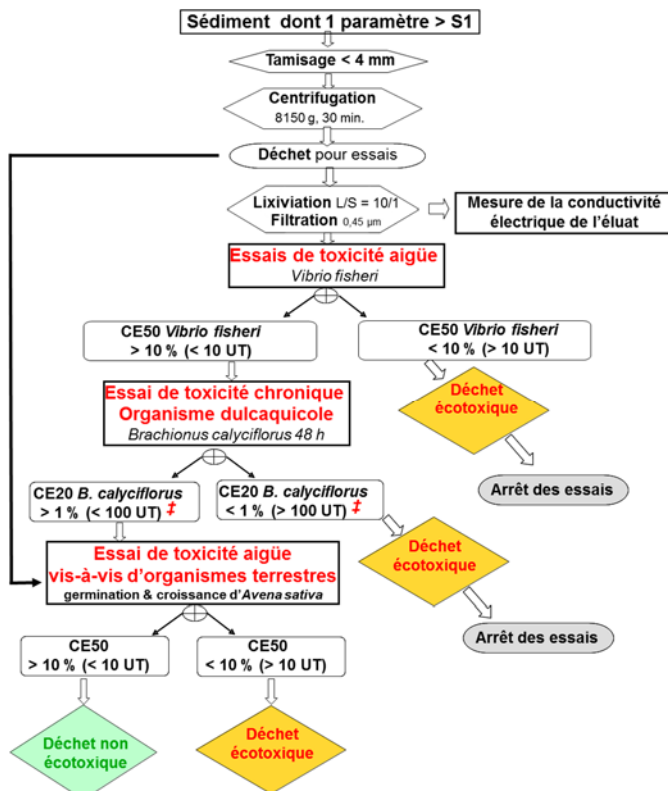 Sédiment dont 1 paramètre > S1
Tamisage < 4 mm
Centrifugation
8150 g, 30 min.
Déchet pour essais
Lixiviation L/S = 10/1
Filtration 0,45 µm
Mesure de la conductivité
électrique de l'éluat
Essais de toxicité aigüe
Vibrio fisheri
CE50 Vibrio fisheri
> 10 % (< 10 UT)
CE50 Vibrio fisheri
< 10% (> 10 UT)
Déchet
écotoxique
Arrêt des essais
Essai de toxicité chronique
Organisme dulcaquicole
Brachionus calyciflorus 48 h
CE20 B. calyciflorus
> 1 % (< 100 UT) ‡
CE20 B. calyciflorus
< 1% (> 100 UT) ‡
Déchet
écotoxique
Arrêt des essais
Essai de toxicité aigüe
vis-à-vis d'organismes terrestres
germination & croissance d'Avena sativa
CE50
> 10 % (< 10 UT)
CE50
< 10% (> 10 UT)
Déchet non
écotoxique
Déchet
écotoxique